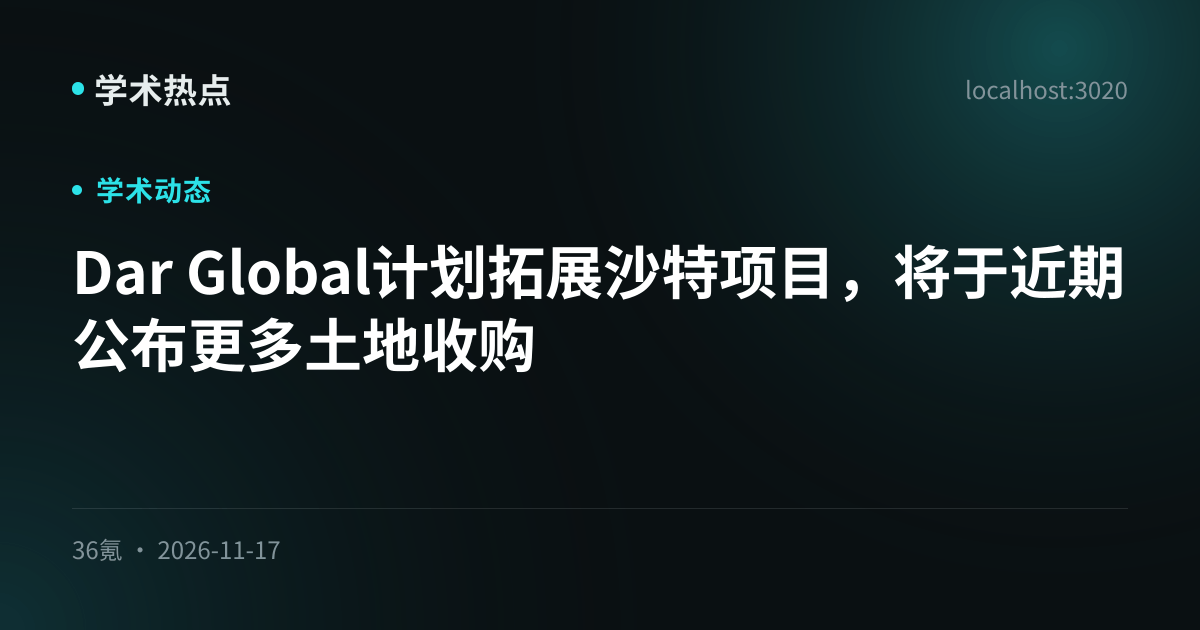 学术热点
localhost:3020
学术动态
Dar Global计划拓展沙特项目，将于近期
公布更多土地收购
36氪 · 2026-11-17